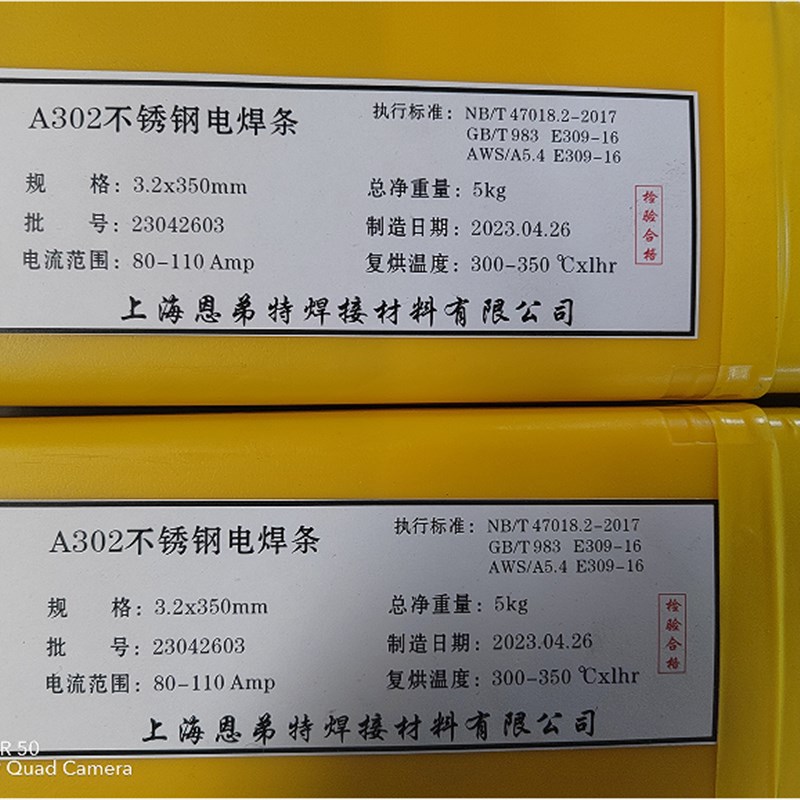 A302不锈钢电焊条
执行标准：NB/T 47018.2-2017
GB/T 983 E309-16
AWS/A5.4 E309-16
规 格：3.2x350mm
总净重量：5kg
批 号：23042603
制造日期：2023.04.26
电流范围：80-110 Amp
复烘温度：300-350 ℃xlhr
检验合格
上海恩弟特焊接材料有限公司
A302不锈钢电焊条
执行标准：NB/T 47018.2-2017
GB/T 983 E309-16
AWS/A5.4 E309-16
规 格：3.2x350mm
总净重量：5kg
批 号：23042603
制造日期：2023.04.26
电流范围：80-110 Amp
复烘温度：300-350 ℃xlhr
检验合格
上海恩弟特焊接材料有限公司
R 50
Quad Camera